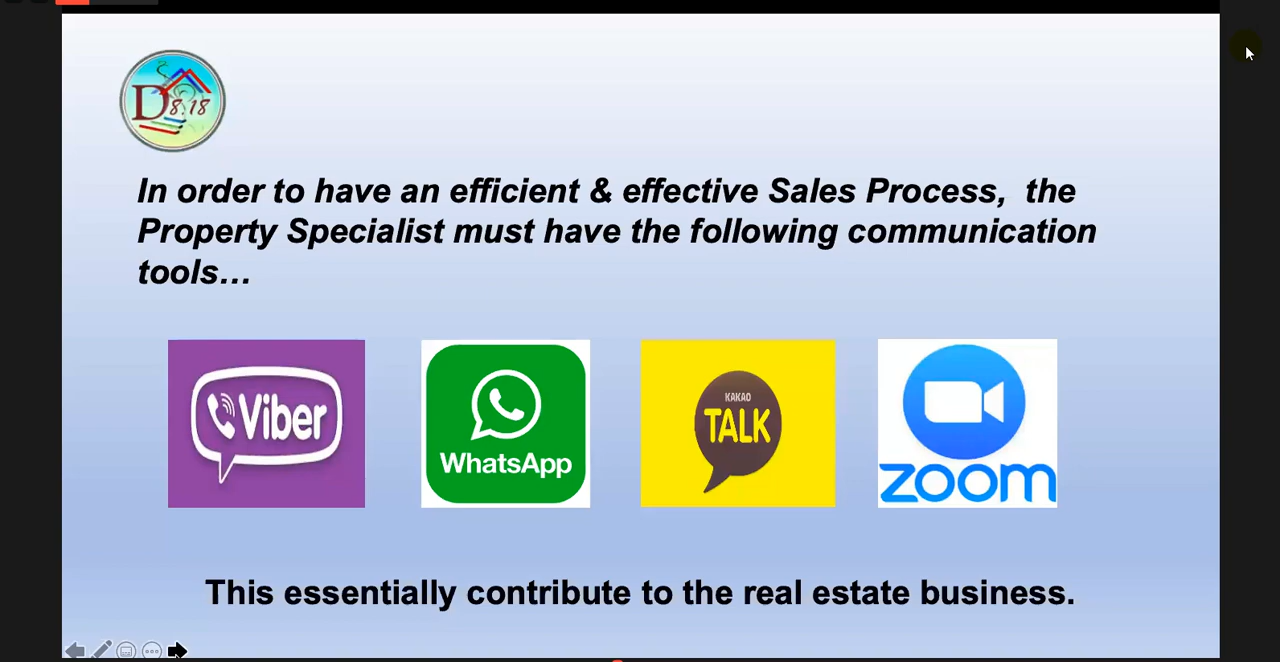 D8.18
In order to have an efficient & effective Sales Process, the
Property Specialist must have the following communication
tools…
Viber
WhatsApp
KAKAO
TALK
zoom
This essentially contribute to the real estate business.